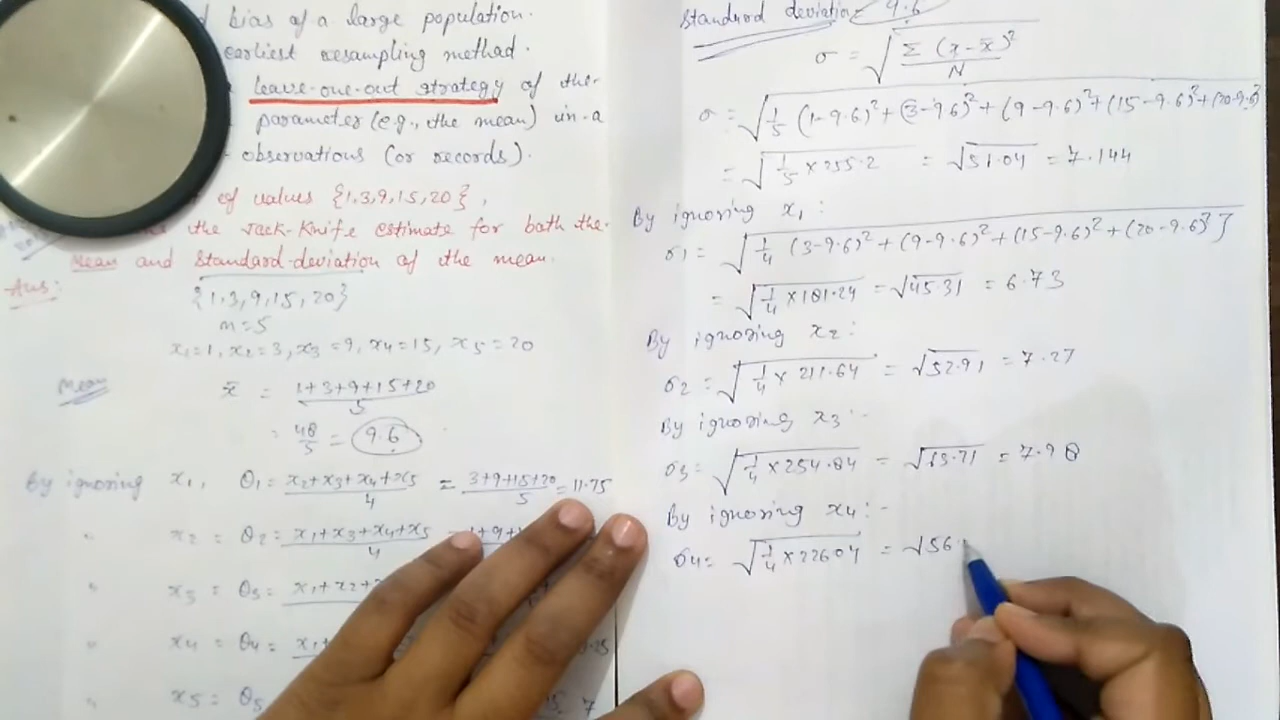 bias of a large population.
earliest resampling method.
leave-one-out strategy of the-
parameter (e.g., the mean) in a
observations (or records).
of values {1,3,9,15,20},
the Jack-Knife estimate for both the-
Mean and Standard-deviation of the mean.
Ans:
{1,3,9,15,20}
n=5
x1=1, x2=3, x3=9, x4=15, x5=20
Mean
x̄ = 1+3+9+15+20 / 5
= 48/5 = 9.6
By ignoring x1, θ1 = x2+x3+x4+x5 / 4 = 3+9+15+20 / 5 = 11.75
" x2 = θ2 = x1+x3+x4+x5 / 4
" x3 = θ3 = x1+x2+
" x4 = θ4 =
" x5 = θ5 7
Standard deviation = 9.6
σ = √ Σ (x-x̄)² / N
σ = √ 1/5 (1-9.6)² + (3-9.6)² + (9-9.6)² + (15-9.6)² + (20-9.6)²
= √ 1/5 × 255.2 = √51.04 = 7.144
By ignoring x1:
σ1 = √ 1/4 (3-9.6)² + (9-9.6)² + (15-9.6)² + (20-9.6)² }
= √ 1/4 × 181.24 = √45.31 = 6.73
By ignoring x2:
σ2 = √ 1/4 × 211.64 = √52.91 = 7.27
By ignoring x3:-
σ3 = √ 1/4 × 254.84 = √63.71 = 7.98
By ignoring x4:-
σ4 = √ 1/4 × 22604 = √56.